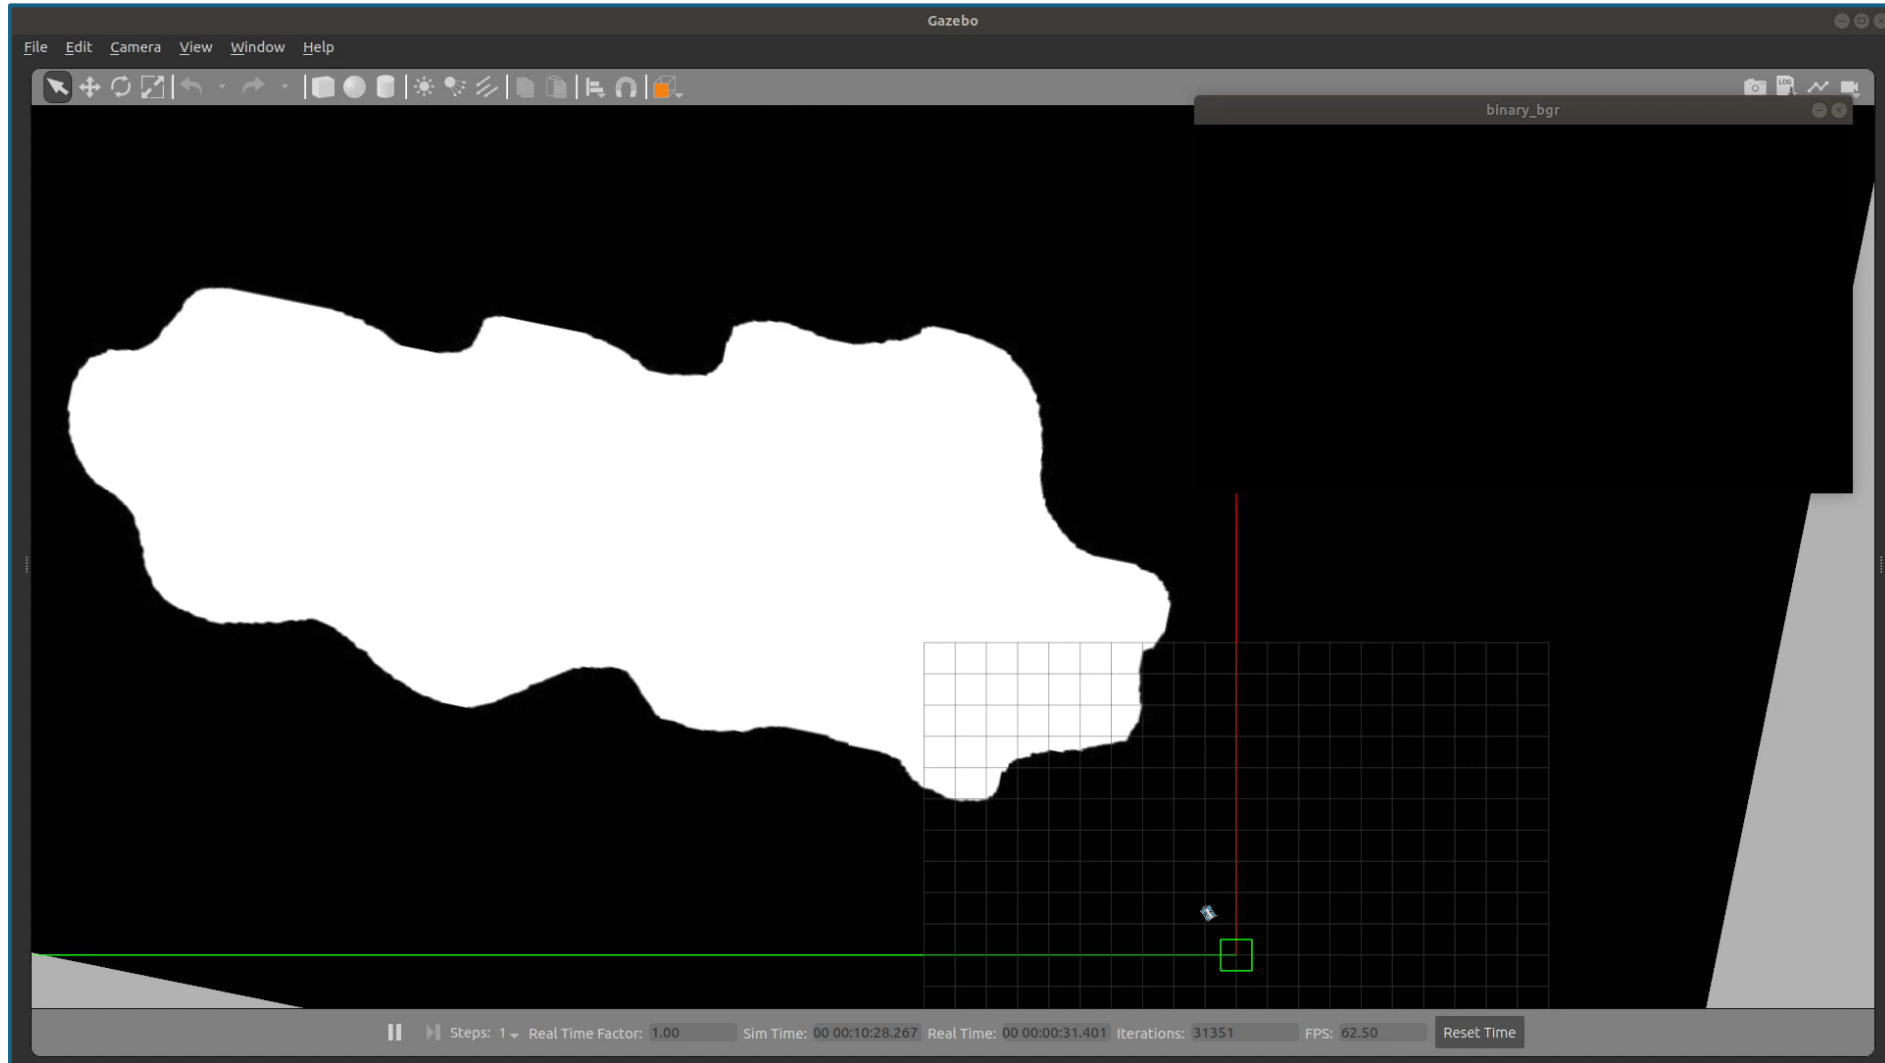 Gazebo
File Edit Camera View Window Help
LOG
binary_bgr
Steps: 1 Real Time Factor: 1.00 Sim Time: 00 00:10:28.267 Real Time: 00 00:00:31.401 Iterations: 31351 FPS: 62.50 Reset Time